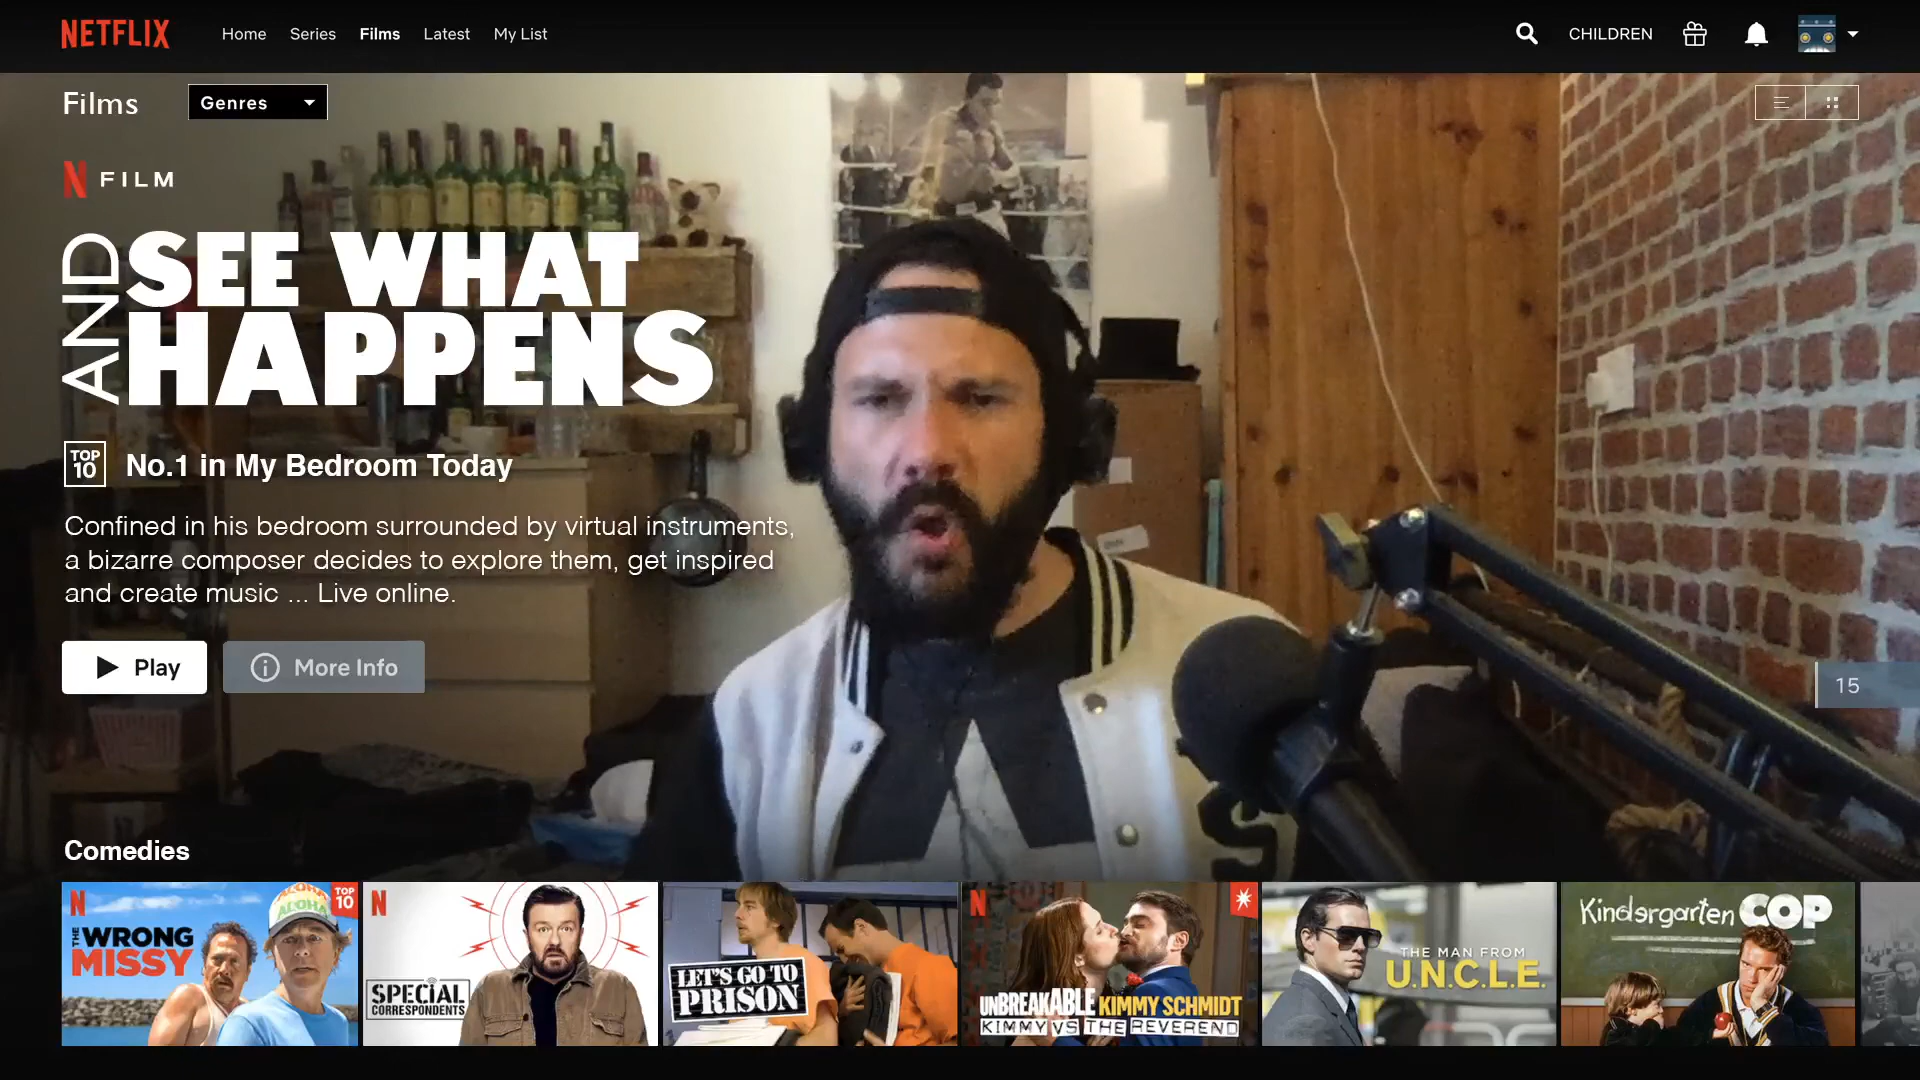 NETFLIX
Home Series Films Latest My List
CHILDREN
Films
Genres
N FILM
AND SEE WHAT
HAPPENS
TOP
10
No.1 in My Bedroom Today
Confined in his bedroom surrounded by virtual instruments,
a bizarre composer decides to explore them, get inspired
and create music ... Live online.
Play
More Info
15
Comedies
N
TOP
10
ALOHA
THE WRONG
MISSY
N
SPECIAL
CORRESPONDENTS
LET'S GO TO
PRISON
N
UNBREAKABLE KIMMY SCHMIDT
KIMMY VS THE REVEREND
THE MAN FROM
U.N.C.L.E.
Kindergarten COP